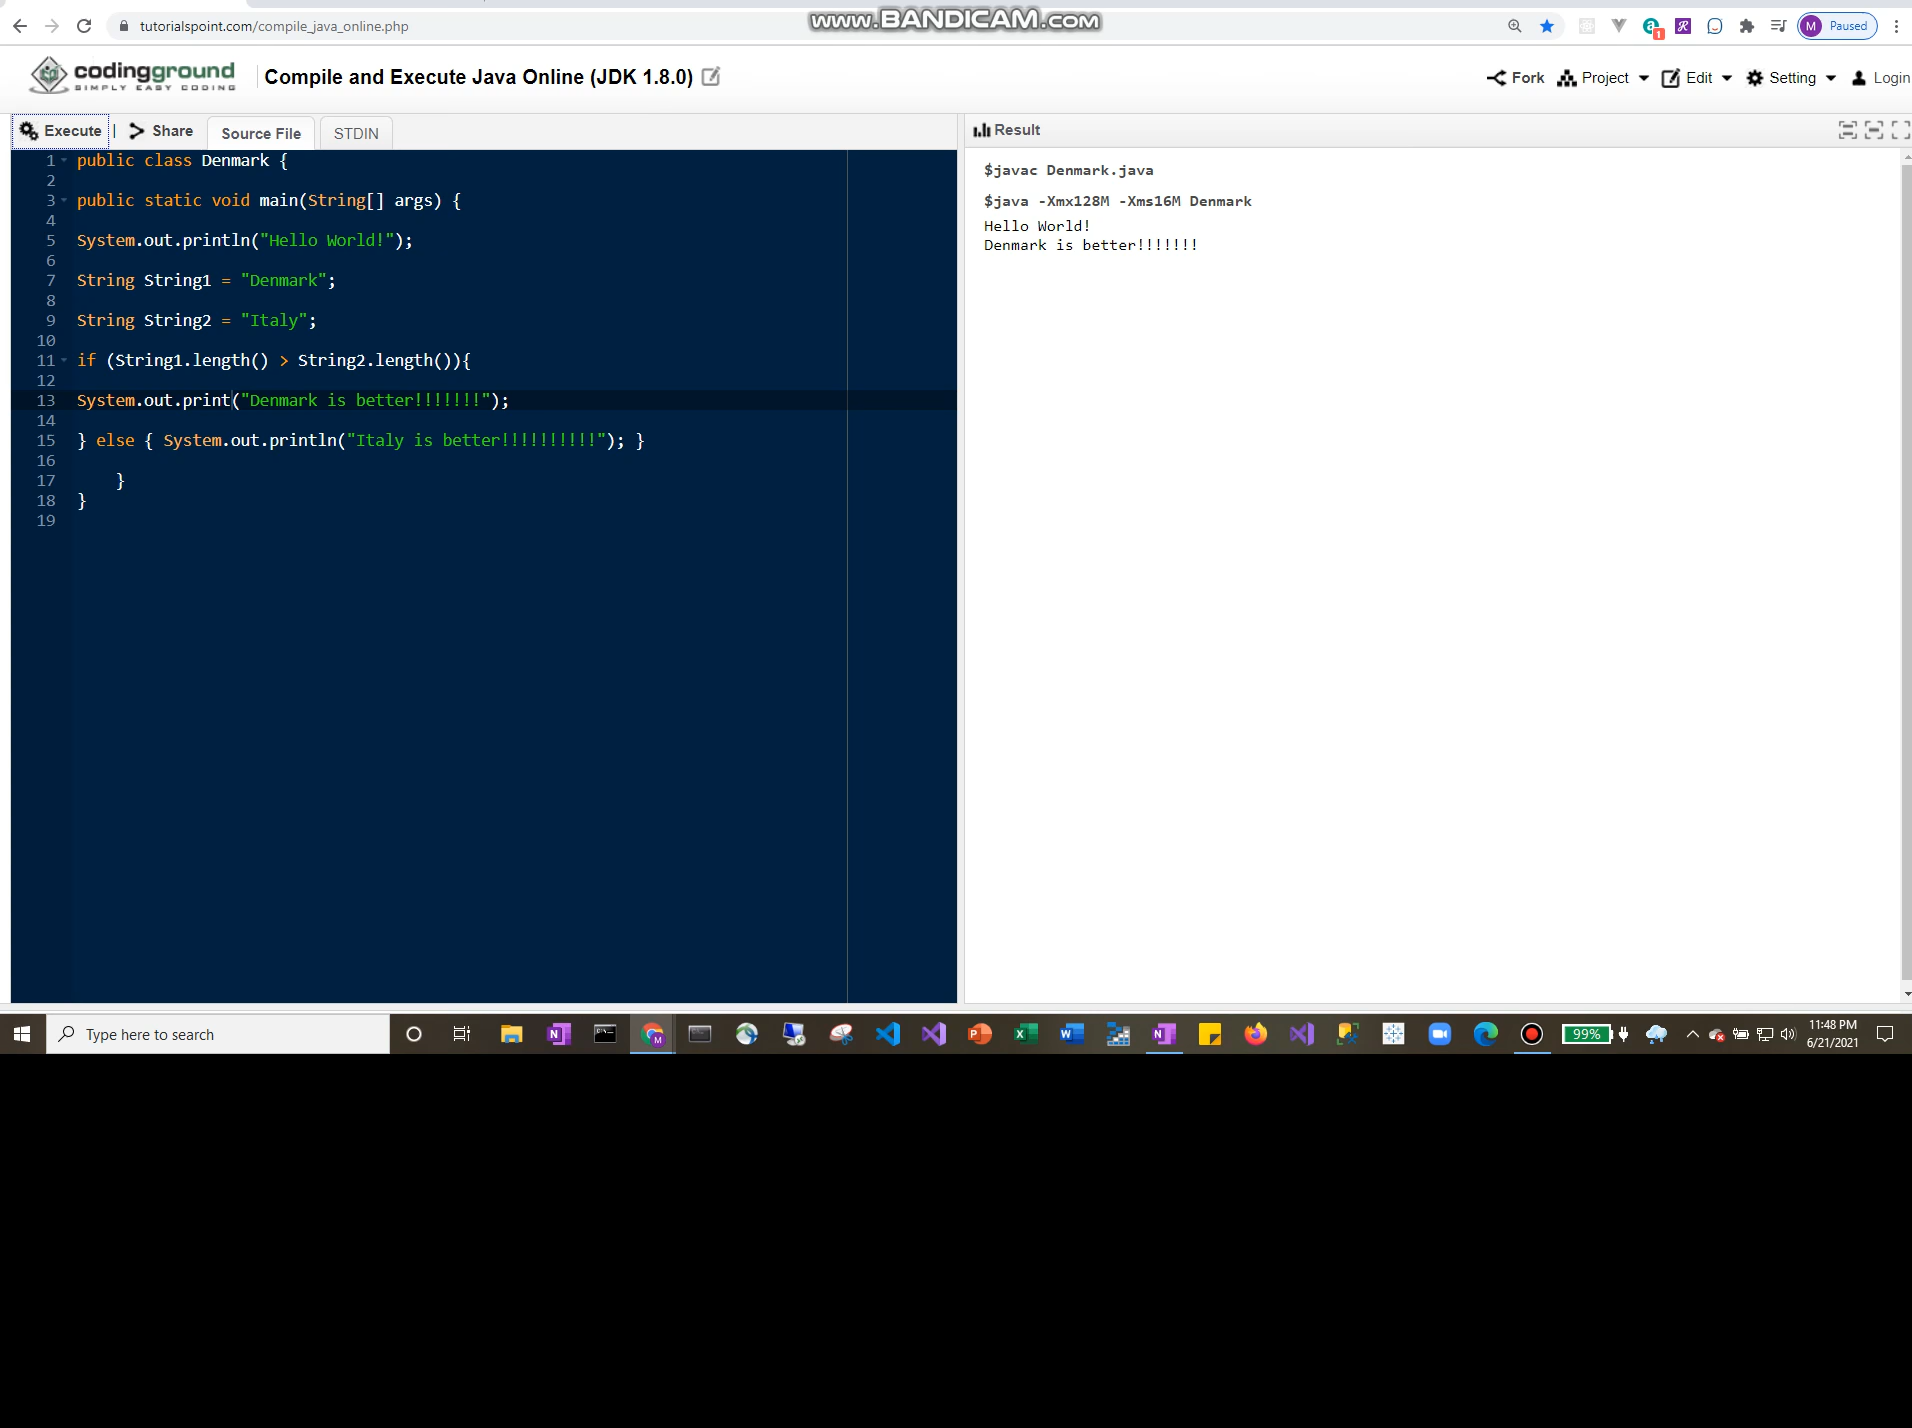 www.BANDICAM.com
tutorialspoint.com/compile_java_online.php
1
M Paused
codingground
SIMPLY EASY CODING
Compile and Execute Java Online (JDK 1.8.0)
Fork Project Edit Setting Login
Execute | Share Source File STDIN
Result
1 public class Denmark {
2
3 public static void main(String[] args) {
4
5 System.out.println("Hello World!");
6
7 String String1 = "Denmark";
8
9 String String2 = "Italy";
10
11 if (String1.length() > String2.length()){
12
13 System.out.print("Denmark is better!!!!!!!");
14
15 } else { System.out.println("Italy is better!!!!!!!!!!"); }
16
17 }
18 }
19
$javac Denmark.java
$java -Xmx128M -Xms16M Denmark
Hello World!
Denmark is better!!!!!!!
Type here to search
99%
11:48 PM
6/21/2021